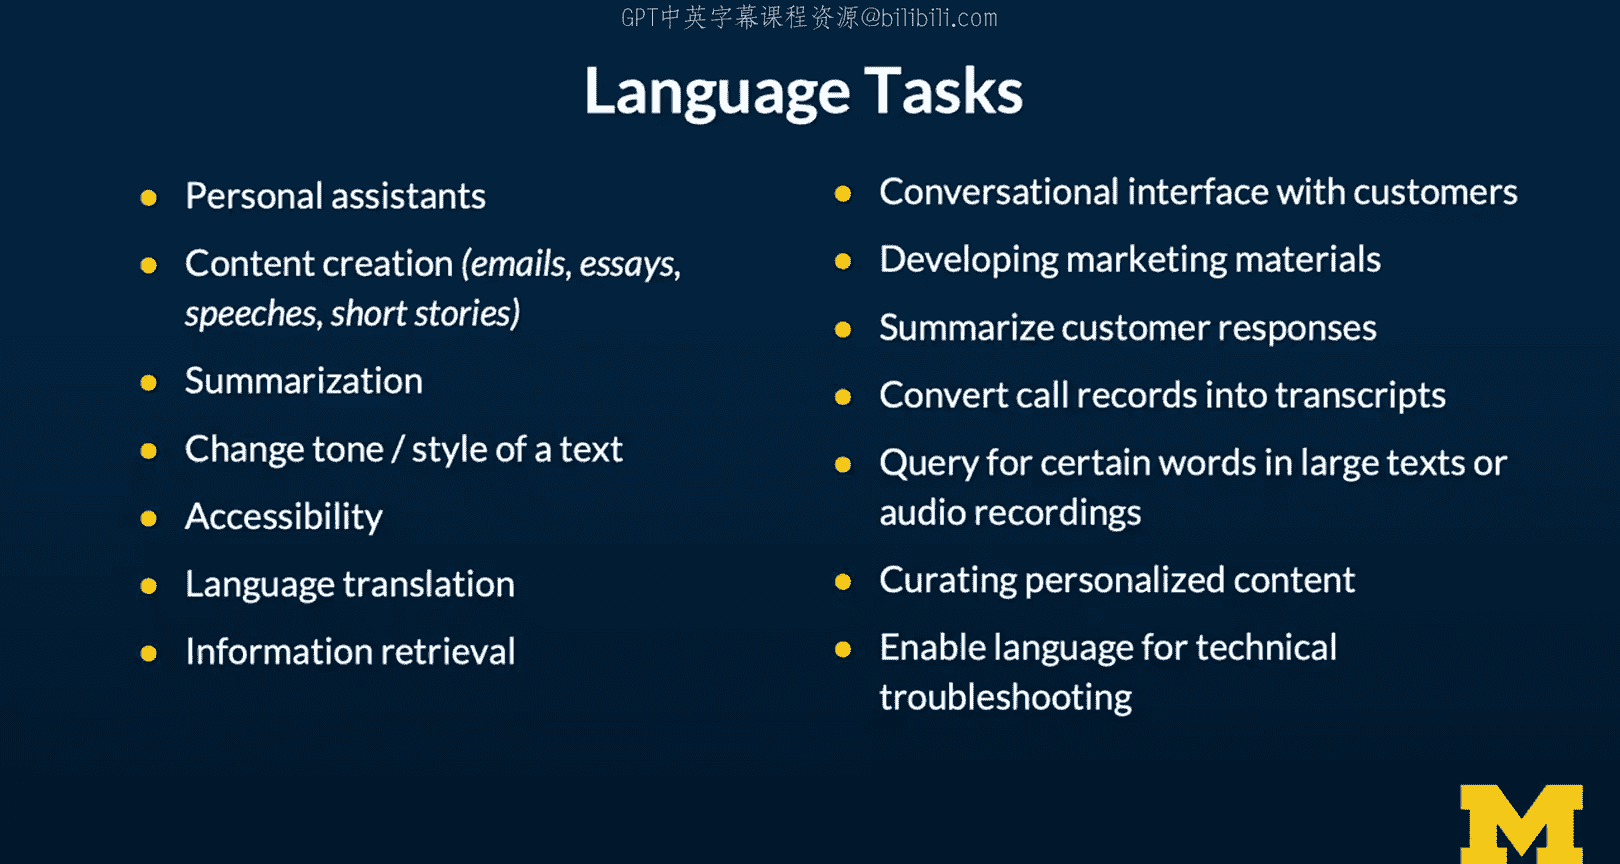 GPT中英字幕课程资源@bilibili.com
Language Tasks
Personal assistants
Content creation (emails, essays,
speeches, short stories)
Summarization
Change tone / style of a text
Accessibility
Language translation
Information retrieval
Conversational interface with customers
Developing marketing materials
Summarize customer responses
Convert call records into transcripts
Query for certain words in large texts or
audio recordings
Curating personalized content
Enable language for technical
troubleshooting
M